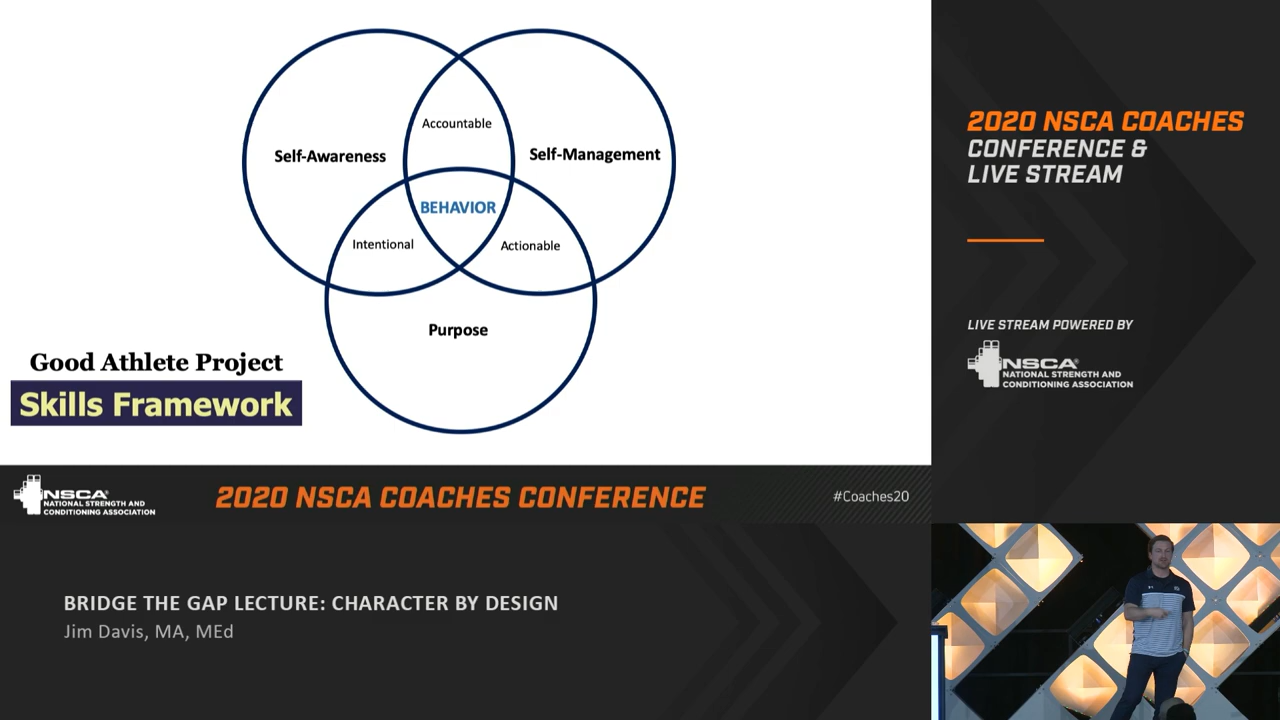 Accountable
Self-Awareness
Self-Management
BEHAVIOR
Intentional
Actionable
Purpose
Good Athlete Project
Skills Framework
NSCA®
NATIONAL STRENGTH AND
CONDITIONING ASSOCIATION
2020 NSCA COACHES CONFERENCE
#Coaches20
BRIDGE THE GAP LECTURE: CHARACTER BY DESIGN
Jim Davis, MA, MEd
2020 NSCA COACHES
CONFERENCE &
LIVE STREAM
LIVE STREAM POWERED BY
NSCA®
NATIONAL STRENGTH AND
CONDITIONING ASSOCIATION